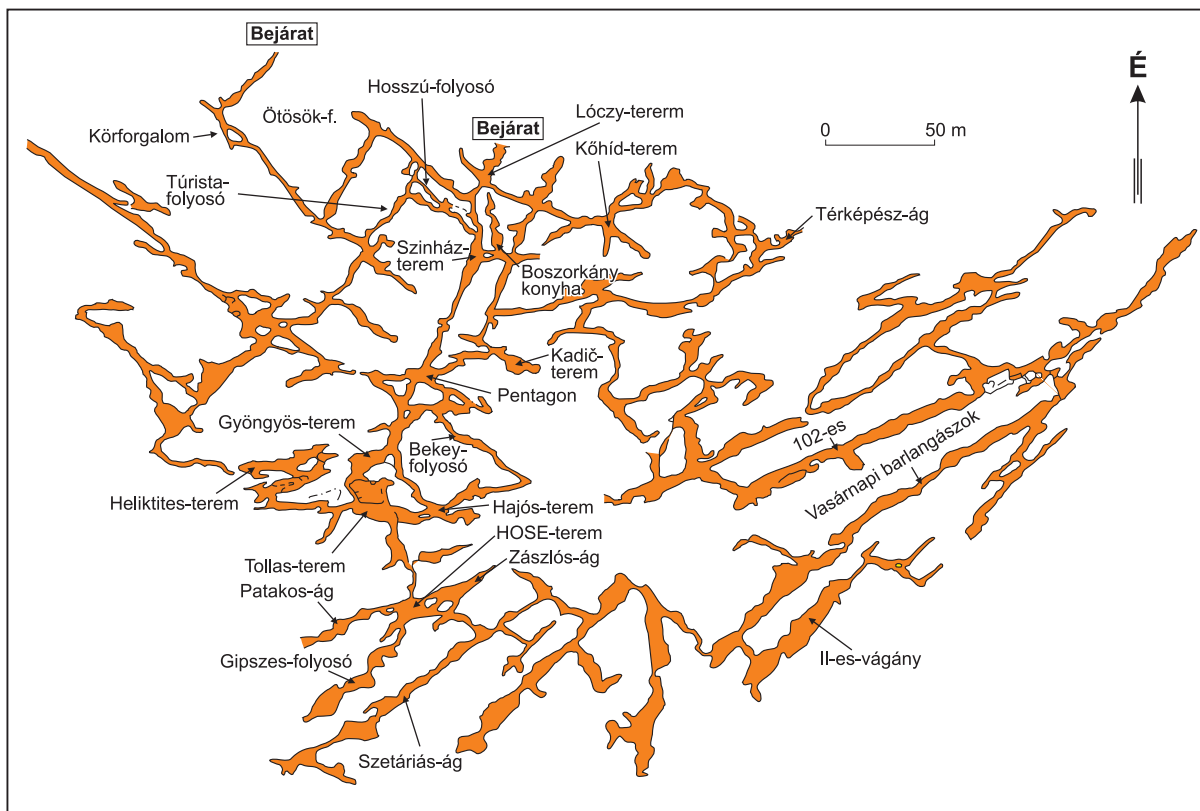 Bejárat
É
Hosszú-folyosó
Ötösök-f.
Lóczy-tererm
Bejárat
Körforgalom
0
50 m
Kőhíd-terem
Túrista-
folyosó
Térképész-ág
Szinház-
terem
Boszorkány
konyha
Kadič-
terem
Pentagon
Gyöngyös-terem
102-es
Bekey-
folyosó
Vasárnapi barlangászok
Heliktites-terem
Hajós-terem
HOSE-terem
Tollas-terem
Zászlós-ág
Patakos-ág
Gipszes-folyosó
II-es-vágány
Szetáriás-ág